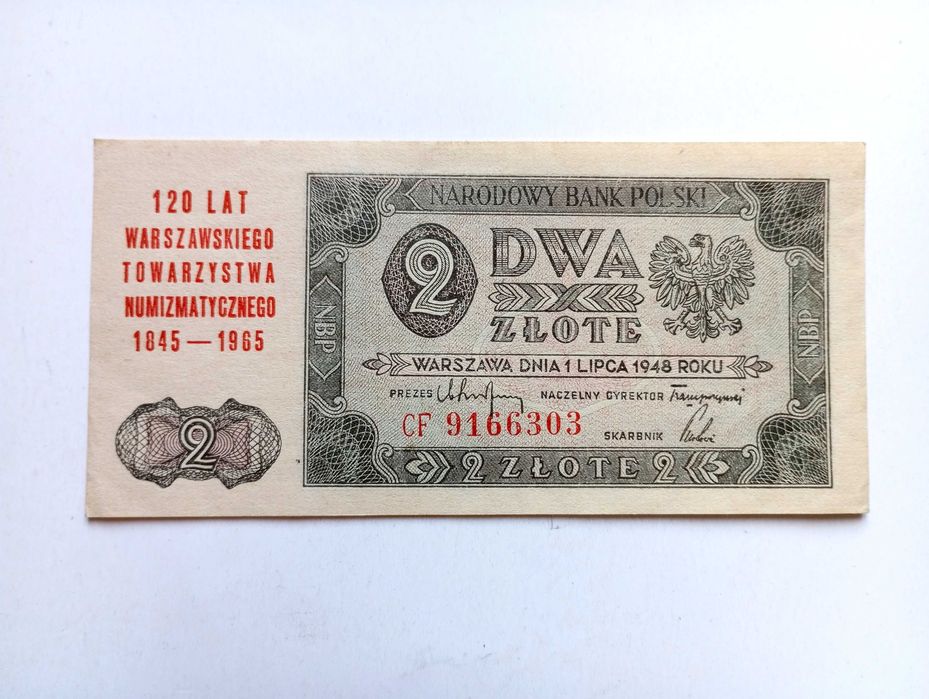 120 LAT
WARSZAWSKIEGO
TOWARZYSTWA
NUMIZMATYCZNEGO
1845 — 1965
2
NARODOWY BANK POLSKI
2
DWA
ZŁOTE
NBP
NBP
WARSZAWA, DNIA 1 LIPCA 1948 ROKU
PREZES NACZELNY DYREKTOR
CF 9166303
SKARBNIK
2 ZŁOTE 2